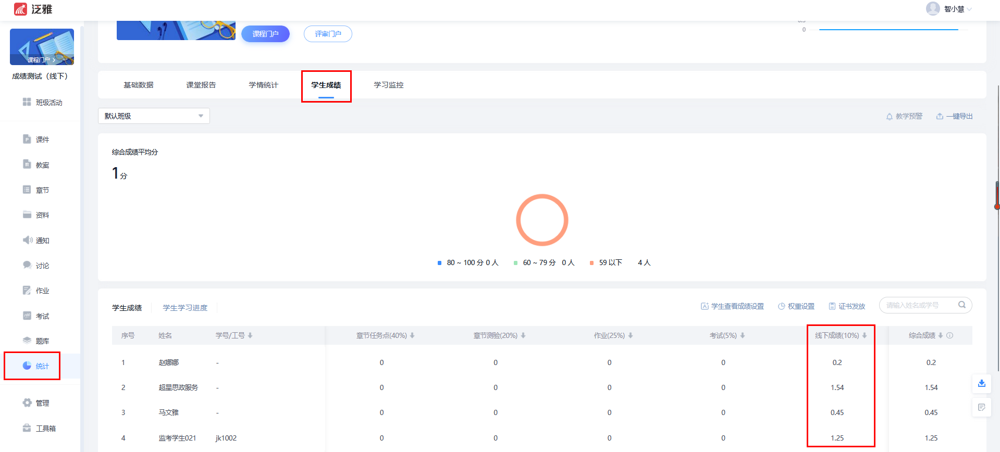 泛雅
智小慧
课程门户
评审门户
0.5
0
课程门户
成绩测试（线下）
班级活动
课件
教案
章节
资料
通知
讨论
作业
考试
题库
统计
管理
工具箱
基础数据 课堂报告 学情统计 学生成绩 学习监控
默认班级
教学预警 一键导出
综合成绩平均分
1分
80 ~ 100 分 0 人 60 ~ 79 分 0 人 59 以下 4 人
学生成绩 学生学习进度
学生查看成绩设置 权重设置 证书发放 请输入姓名或学号
序号 姓名 学号/工号 章节任务点(40%) 章节测验(20%) 作业(25%) 考试(5%) 线下成绩(10%) 综合成绩
1 赵娜娜 - 0 0 0 0 0.2 0.2
2 超星思政服务 - 0 0 0 0 1.54 1.54
3 马文雅 - 0 0 0 0 0.45 0.45
4 监考学生021 jk1002 0 0 0 0 1.25 1.25